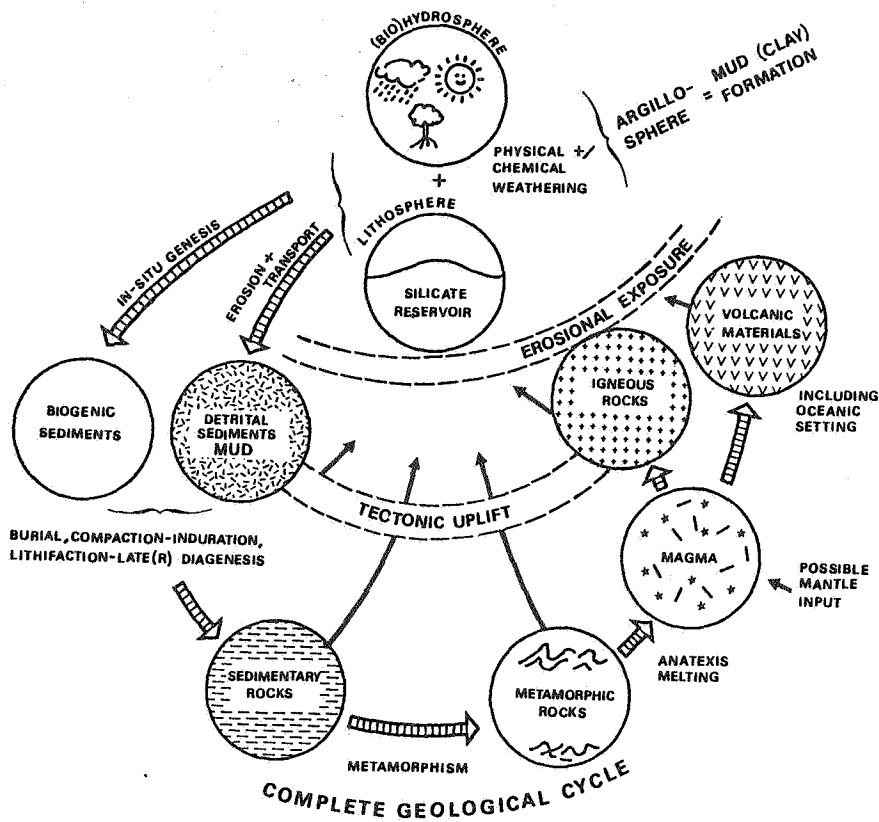 (BIO)HYDROSPHERE
PHYSICAL +/
CHEMICAL
WEATHERING
ARGILLO-
SPHERE
=
MUD (CLAY)
FORMATION
+
LITHOSPHERE
SILICATE
RESERVOIR
IN-SITU GENESIS
EROSION +
TRANSPORT
EROSIONAL EXPOSURE
VOLCANIC
MATERIALS
INCLUDING
OCEANIC
SETTING
IGNEOUS
ROCKS
BIOGENIC
SEDIMENTS
DETRITAL
SEDIMENTS
MUD
TECTONIC UPLIFT
BURIAL, COMPACTION-INDURATION,
LITHIFACTION-LATE(R) DIAGENESIS
MAGMA
POSSIBLE
MANTLE
INPUT
ANATEXIS
MELTING
SEDIMENTARY
ROCKS
METAMORPHIC
ROCKS
METAMORPHISM
COMPLETE GEOLOGICAL CYCLE